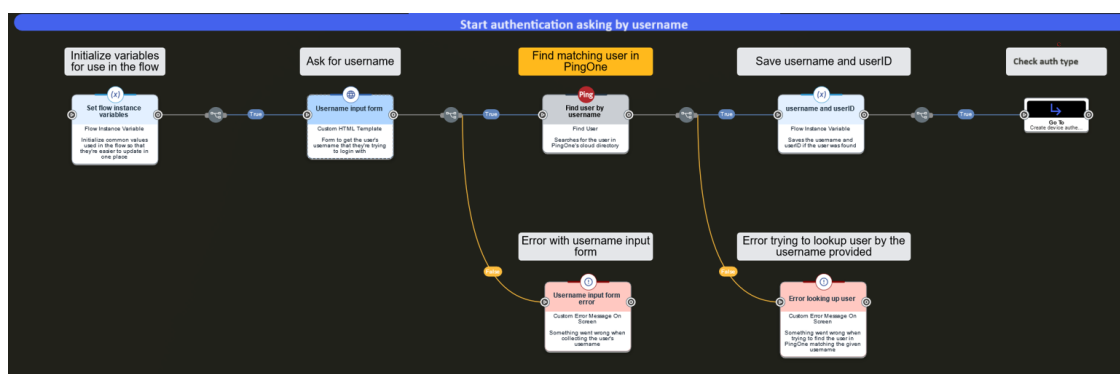 Start authentication asking by username
Initialize variables
for use in the flow
Ask for username
Find matching user in
PingOne
Save username and userID
Check auth type
(x)
Set flow instance
variables
Flow Instance Variable
Initialize common values
used in the flow so that
they're easier to update in
one place
True
Username input form
Custom HTML Template
Form to get the user's
username that they're trying
to login with
True
Ping
Find user by
username
Find User
Searches for the user in
PingOne's cloud directory
True
(x)
username and userID
Flow Instance Variable
Saves the username and
userID if the user was found
True
Go To
Create device authe...
Error with username input
form
Error trying to lookup user by the
username provided
False
Username input form
error
Custom Error Message On
Screen
Something went wrong when
collecting the user's
username
False
Error looking up user
Custom Error Message On
Screen
Something went wrong when
trying to find the user in
PingOne matching the given
username